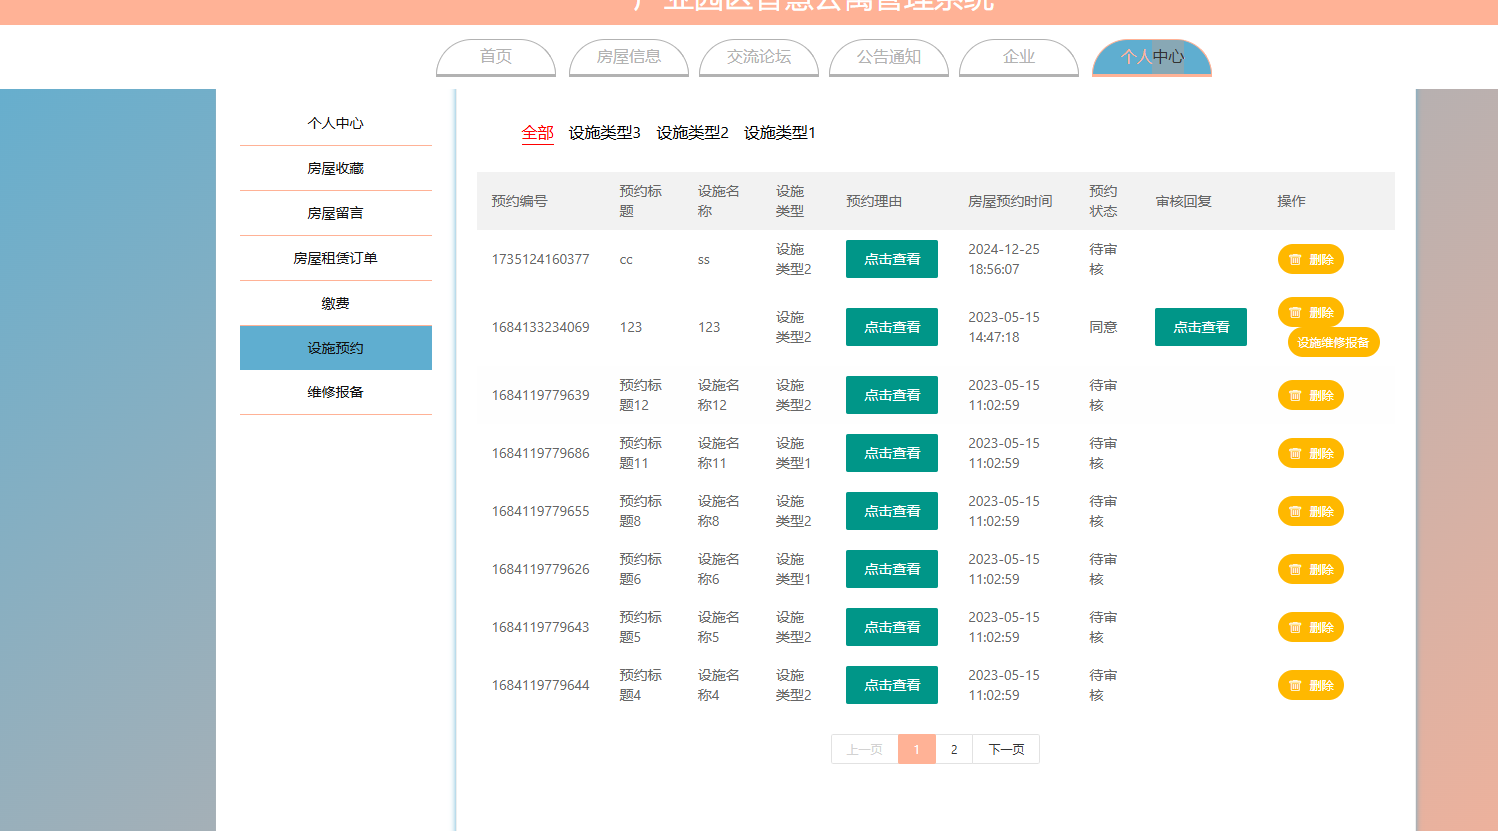 产业园区智慧公寓管理系统
首页 房屋信息 交流论坛 公告通知 企业 个人中心
个人中心
房屋收藏
房屋留言
房屋租赁订单
缴费
设施预约
维修报备
全部 设施类型3 设施类型2 设施类型1
预约编号 预约标题 设施名称 设施类型 预约理由 房屋预约时间 预约状态 审核回复 操作
1735124160377 cc ss 设施类型2 点击查看 2024-12-25 18:56:07 待审核 删除
1684133234069 123 123 设施类型2 点击查看 2023-05-15 14:47:18 同意 点击查看 删除 设施维修报备
1684119779639 预约标题12 设施名称12 设施类型2 点击查看 2023-05-15 11:02:59 待审核 删除
1684119779686 预约标题11 设施名称11 设施类型1 点击查看 2023-05-15 11:02:59 待审核 删除
1684119779655 预约标题8 设施名称8 设施类型2 点击查看 2023-05-15 11:02:59 待审核 删除
1684119779626 预约标题6 设施名称6 设施类型1 点击查看 2023-05-15 11:02:59 待审核 删除
1684119779643 预约标题5 设施名称5 设施类型2 点击查看 2023-05-15 11:02:59 待审核 删除
1684119779644 预约标题4 设施名称4 设施类型2 点击查看 2023-05-15 11:02:59 待审核 删除
上一页 1 2 下一页